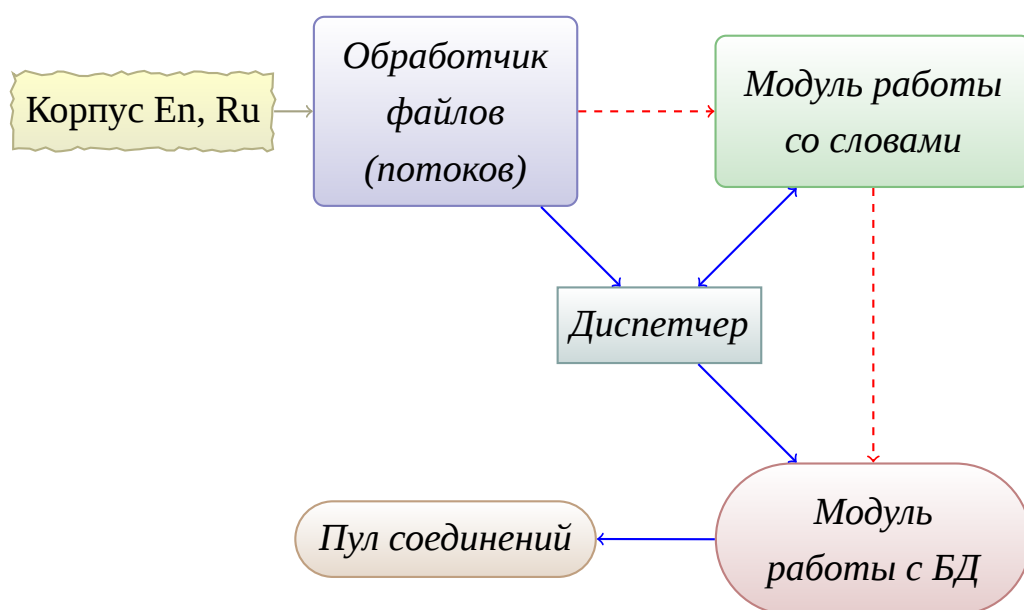 Корпус En, Ru
Обработчик
файлов
(потоков)
Модуль работы
со словами
Диспетчер
Пул соединений
Модуль
работы с БД